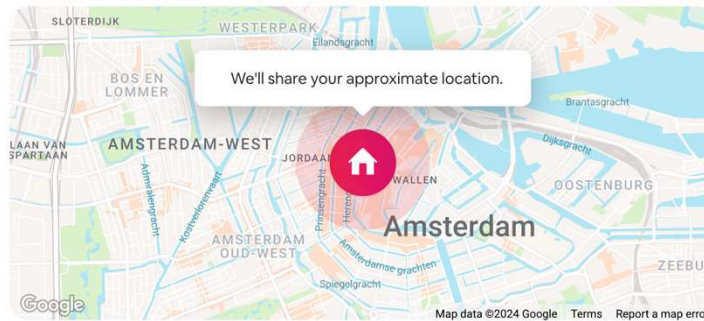 SLOTERDIJK
WESTERPARK
Eilandsgracht
We'll share your approximate location.
BOS EN
LOMMER
Brantasgracht
LAAN VAN
SPARTAAN
AMSTERDAM-WEST
JORDAAN
WALLEN
Dijksgracht
OOSTENBURG
Admiralengracht
Kostverlorenvaart
Prinsengracht
Heren
Amsterdam
AMSTERDAM
OUD-WEST
Amsterdamse grachten
ZEEBU
Spiegelgracht
Google
Map data ©2024 Google Terms Report a map erro